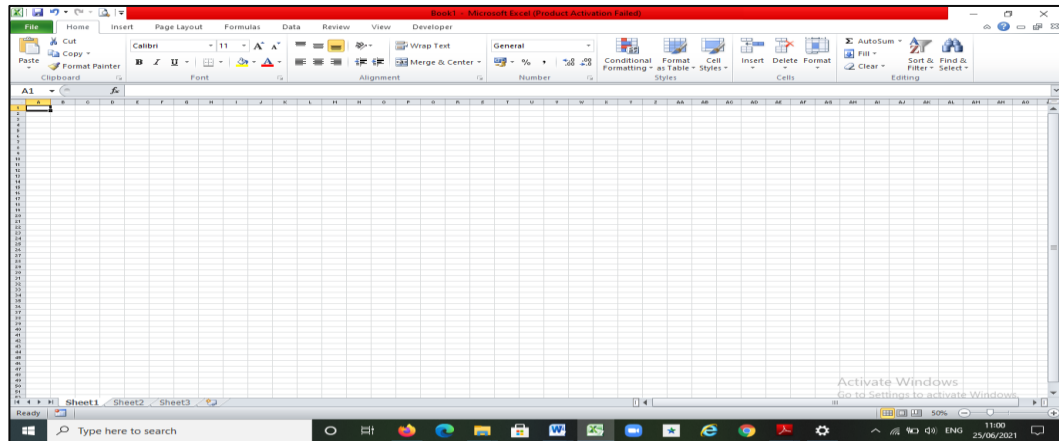 Book1 - Microsoft Excel (Product Activation Failed)
File Home Insert Page Layout Formulas Data Review View Developer
Cut Calibri 11 Wrap Text General Σ AutoSum
Copy Fill
Paste Format Painter B I U Merge & Center % , Conditional Formatting Format as Table Cell Styles Insert Delete Format Clear Sort & Filter Find & Select
Clipboard Font Alignment Number Styles Cells Editing
A1 fx
Activate Windows
Go to Settings to activate Windows.
Sheet1 Sheet2 Sheet3
Ready 50%
Type here to search ENG 11:00
25/06/2021